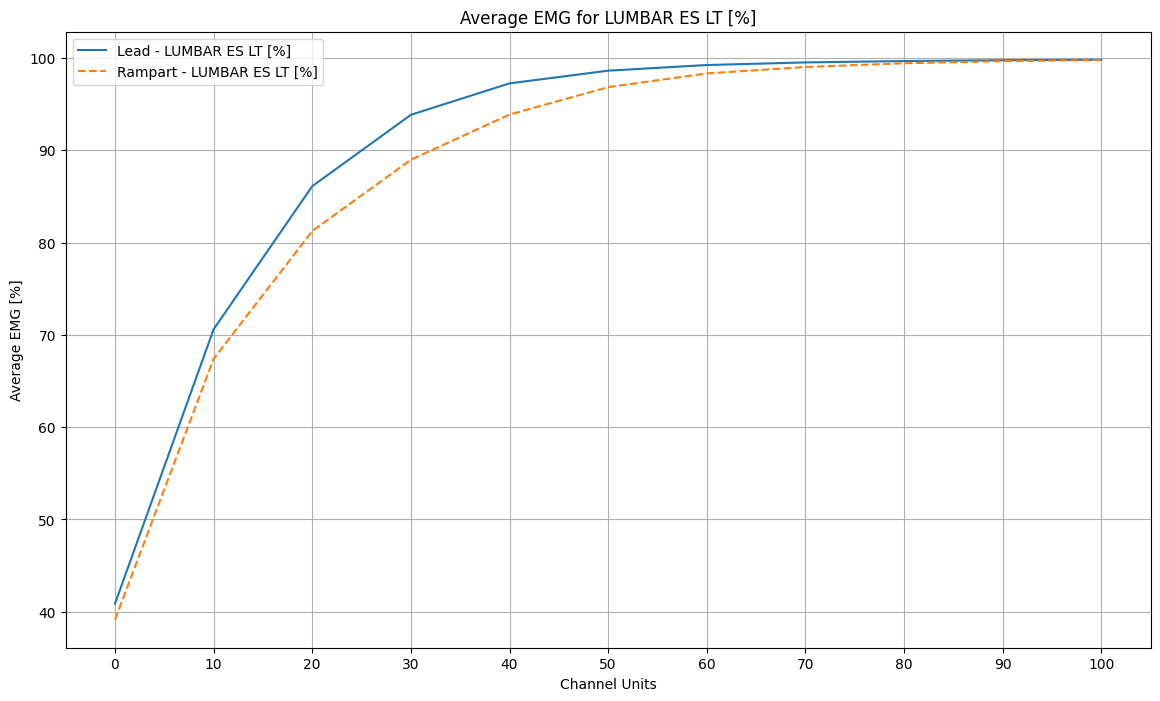 Average EMG for LUMBAR ES LT [%]
Lead - LUMBAR ES LT [%]
Rampart - LUMBAR ES LT [%]
Average EMG [%]
100
90
80
70
60
50
40
0 10 20 30 40 50 60 70 80 90 100
Channel Units